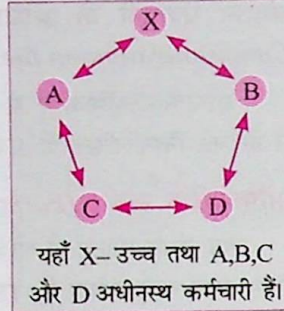 X
A B
C D
यहाँ X– उच्च तथा A,B,C
और D अधीनस्थ कर्मचारी हैं।